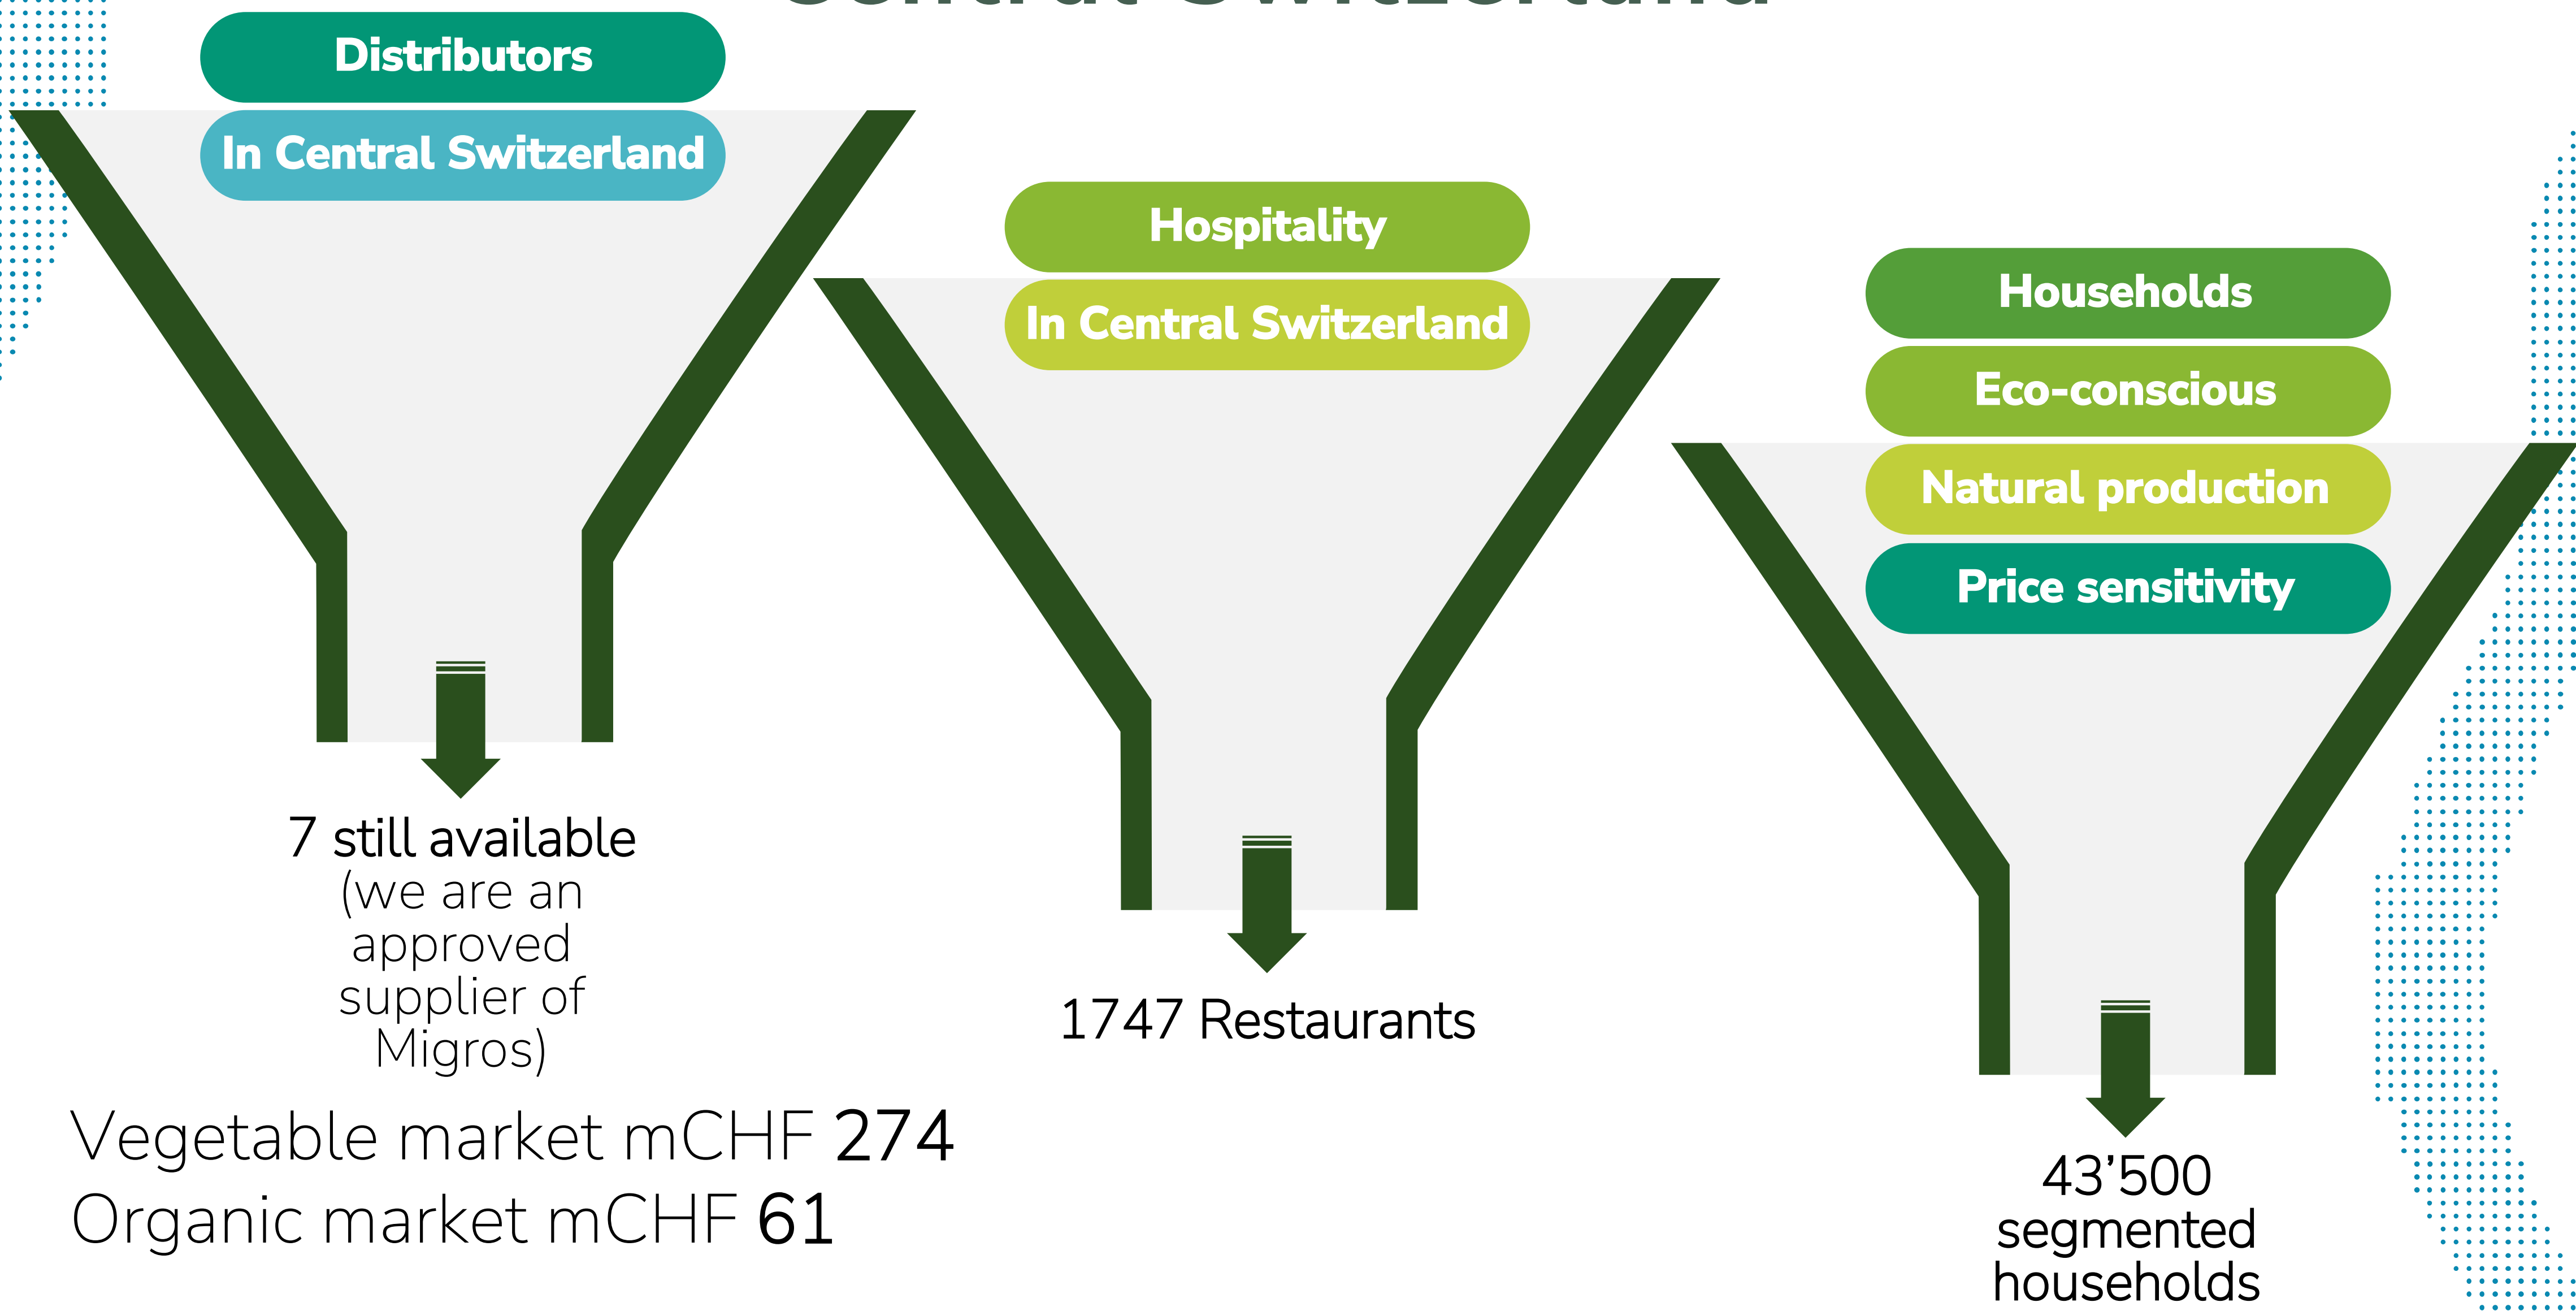 Central Switzerland
Distributors
In Central Switzerland
7 still available
(we are an
approved
supplier of
Migros)
Hospitality
In Central Switzerland
1747 Restaurants
Households
Eco-conscious
Natural production
Price sensitivity
43’500
segmented
households
Vegetable market mCHF 274
Organic market mCHF 61